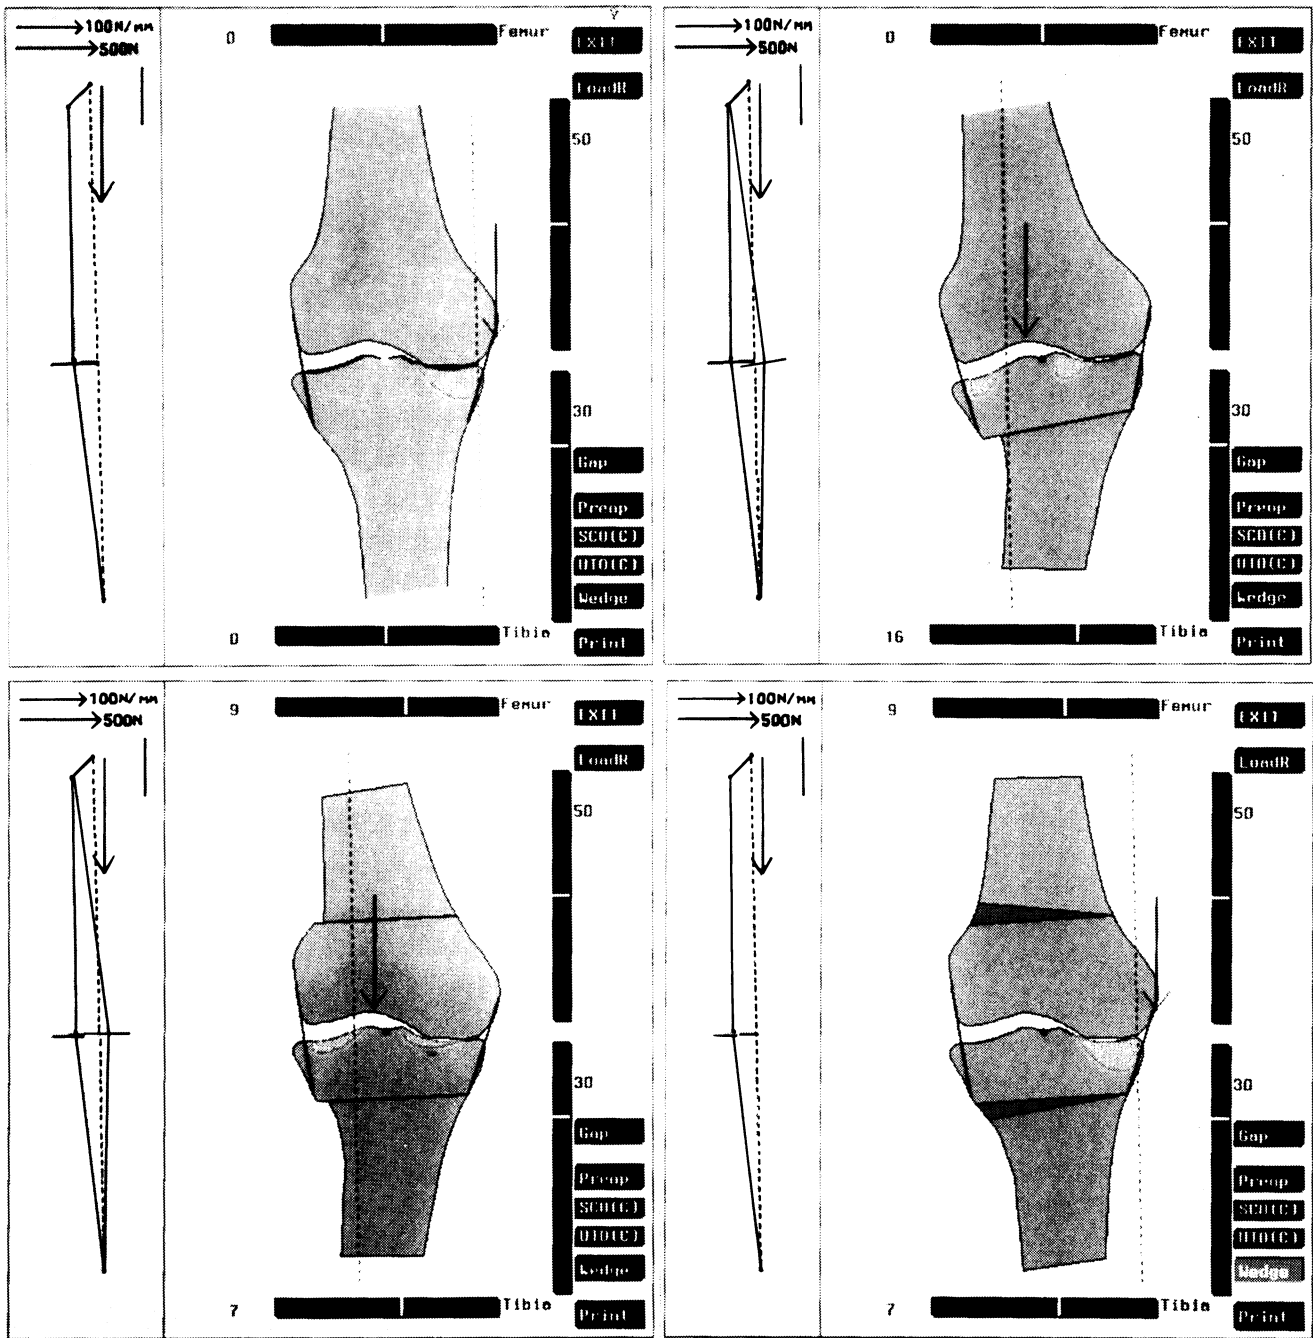 100N/mm
500N
0
Femur
EXIT
LoadR
50
30
Gap
Preop
SCO(C)
UTO(C)
Wedge
Print
0
Tibia
100N/mm
500N
0
Femur
EXIT
LoadR
50
30
Gap
Preop
SCO(C)
UTO(C)
Wedge
Print
16
Tibia
100N/mm
500N
9
Femur
EXIT
LoadR
50
30
Gap
Preop
SCO(C)
UTO(C)
Wedge
Print
7
Tibia
100N/mm
500N
9
Femur
EXIT
LoadR
50
30
Gap
Preop
SCO(C)
UTO(C)
Wedge
Print
7
Tibia